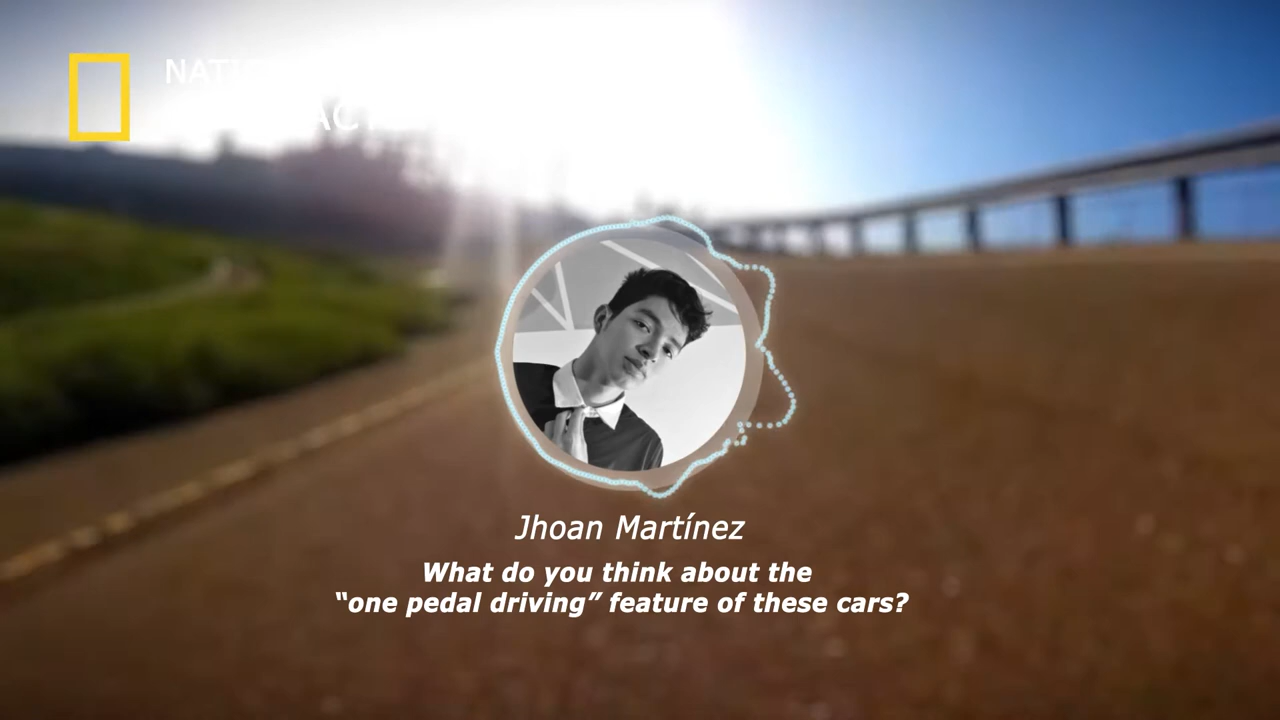 Jhoan Martínez
What do you think about the
“one pedal driving” feature of these cars?